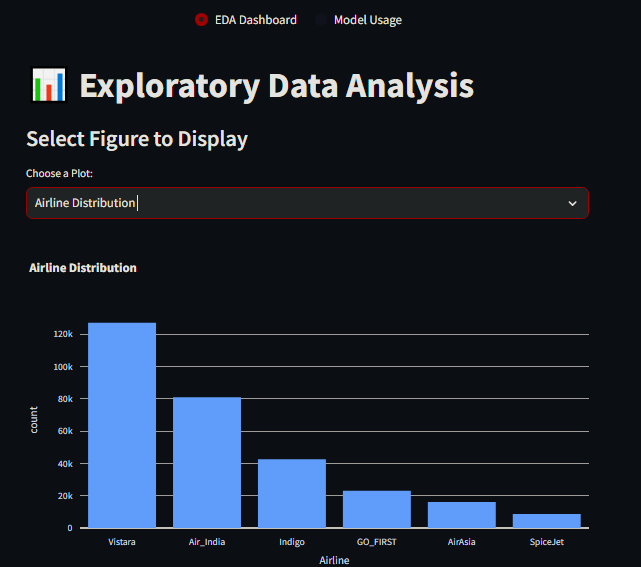 EDA Dashboard Model Usage
Exploratory Data Analysis
Select Figure to Display
Choose a Plot:
Airline Distribution
Airline Distribution
120k
100k
80k
60k
40k
20k
0
count
Vistara Air_India Indigo GO_FIRST AirAsia SpiceJet
Airline